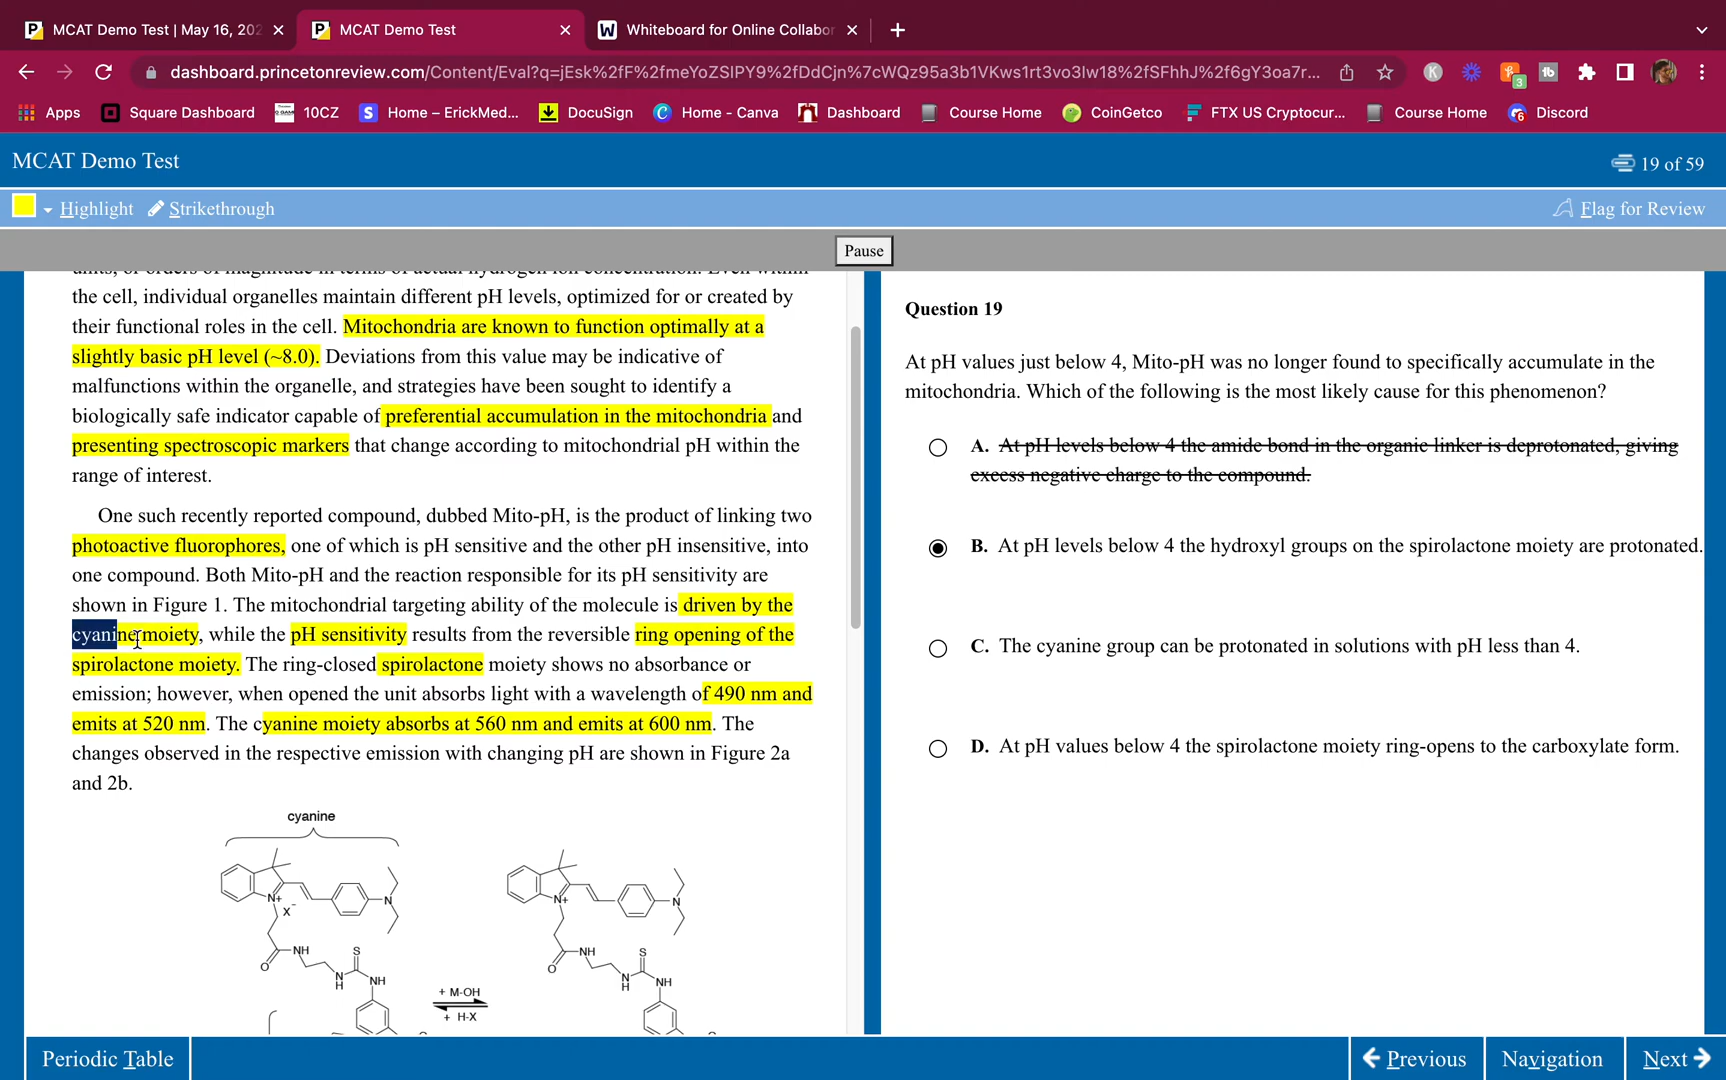 MCAT Demo Test | May 16, 202
MCAT Demo Test
Whiteboard for Online Collabor
dashboard.princetonreview.com/Content/Eval?q=jEsk%2fF%2fmeYoZSlPY9%2fDdCjn%7cWQz95a3b1VKws1rt3vo3lw18%2fSFhhJ%2f6gY3oa7r...
Apps Square Dashboard 10CZ Home – ErickMed... DocuSign Home - Canva Dashboard Course Home CoinGetco FTX US Cryptocur... Course Home Discord
MCAT Demo Test
19 of 59
Highlight Strikethrough
Flag for Review
Pause
the cell, individual organelles maintain different pH levels, optimized for or created by
their functional roles in the cell. Mitochondria are known to function optimally at a
slightly basic pH level (~8.0). Deviations from this value may be indicative of
malfunctions within the organelle, and strategies have been sought to identify a
biologically safe indicator capable of preferential accumulation in the mitochondria and
presenting spectroscopic markers that change according to mitochondrial pH within the
range of interest.
One such recently reported compound, dubbed Mito-pH, is the product of linking two
photoactive fluorophores, one of which is pH sensitive and the other pH insensitive, into
one compound. Both Mito-pH and the reaction responsible for its pH sensitivity are
shown in Figure 1. The mitochondrial targeting ability of the molecule is driven by the
cyanine moiety, while the pH sensitivity results from the reversible ring opening of the
spirolactone moiety. The ring-closed spirolactone moiety shows no absorbance or
emission; however, when opened the unit absorbs light with a wavelength of 490 nm and
emits at 520 nm. The cyanine moiety absorbs at 560 nm and emits at 600 nm. The
changes observed in the respective emission with changing pH are shown in Figure 2a
and 2b.
cyanine
N+
X-
N
N+
N
O
NH
S
N
H
NH
O
NH
S
N
H
NH
+ M-OH
+ H-X
Question 19
At pH values just below 4, Mito-pH was no longer found to specifically accumulate in the
mitochondria. Which of the following is the most likely cause for this phenomenon?
A. At pH levels below 4 the amide bond in the organic linker is deprotonated, giving
excess negative charge to the compound.
B. At pH levels below 4 the hydroxyl groups on the spirolactone moiety are protonated.
C. The cyanine group can be protonated in solutions with pH less than 4.
D. At pH values below 4 the spirolactone moiety ring-opens to the carboxylate form.
Periodic Table
Previous
Navigation
Next